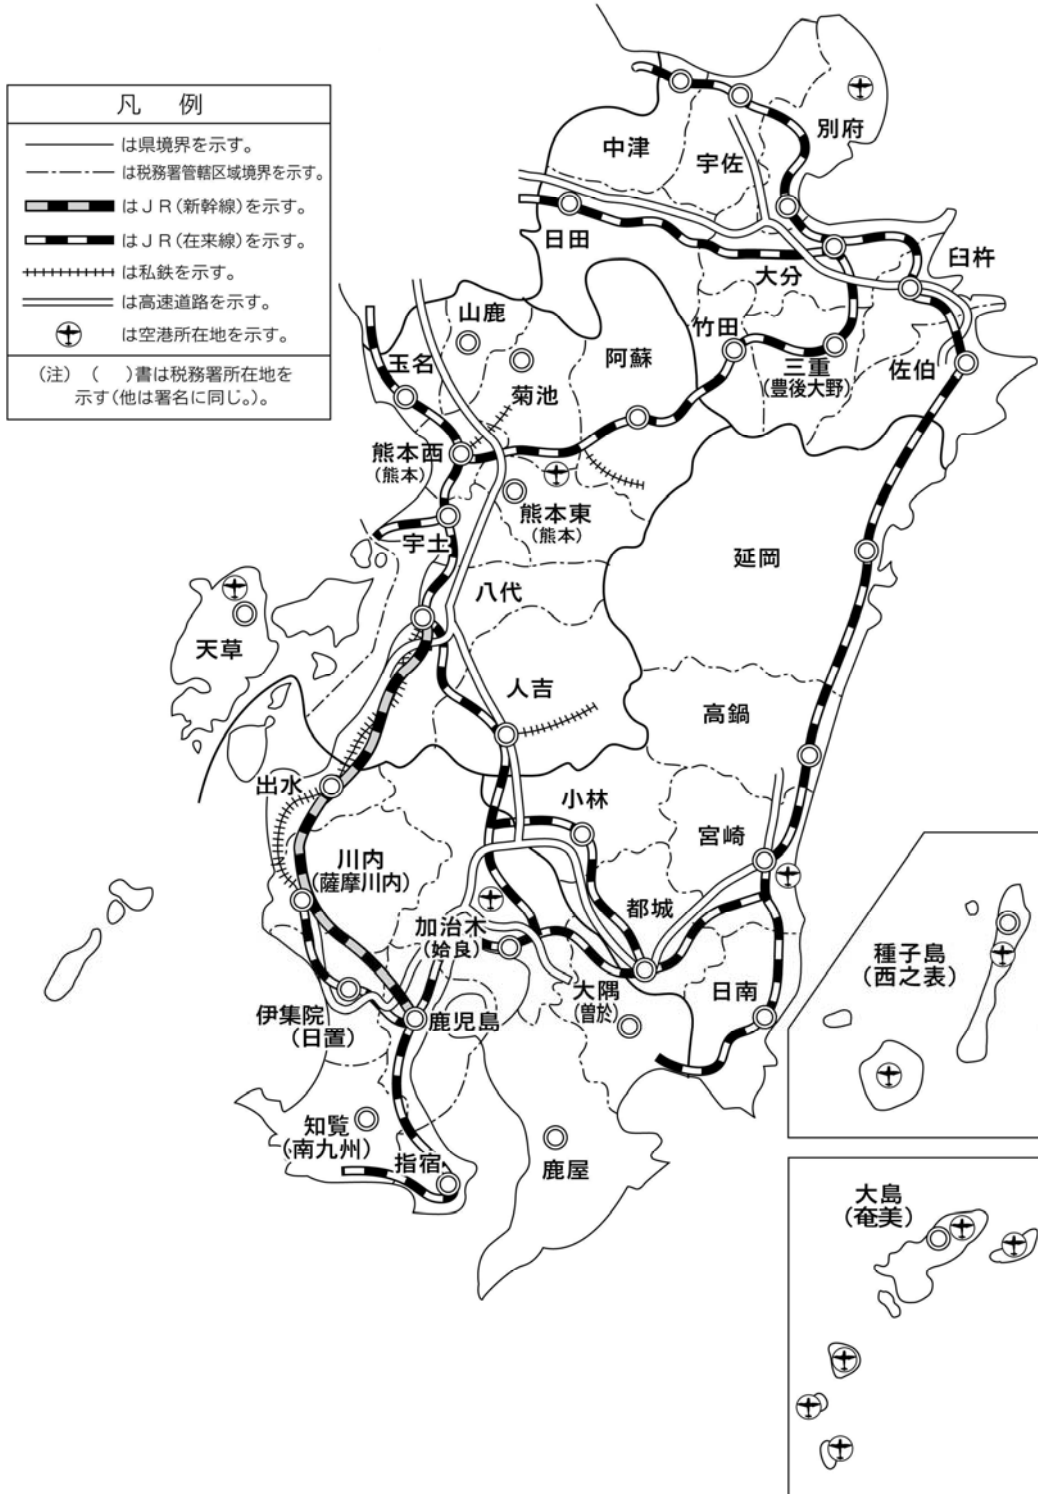 凡 例
は県境界を示す。
は税務署管轄区域境界を示す。
はＪＲ(新幹線)を示す。
はＪＲ(在来線)を示す。
は私鉄を示す。
は高速道路を示す。
は空港所在地を示す。
(注) (　)書は税務署所在地を
示す(他は署名に同じ。)。
別府
中津
宇佐
日田
大分
臼杵
竹田
三重
(豊後大野)
佐伯
山鹿
玉名
菊池
阿蘇
熊本西
(熊本)
熊本東
(熊本)
宇土
八代
天草
人吉
延岡
高鍋
出水
小林
宮崎
川内
(薩摩川内)
加治木
(姶良)
都城
大隅
(曽於)
日南
伊集院
(日置)
鹿児島
知覧
(南九州)
指宿
鹿屋
種子島
(西之表)
大島
(奄美)